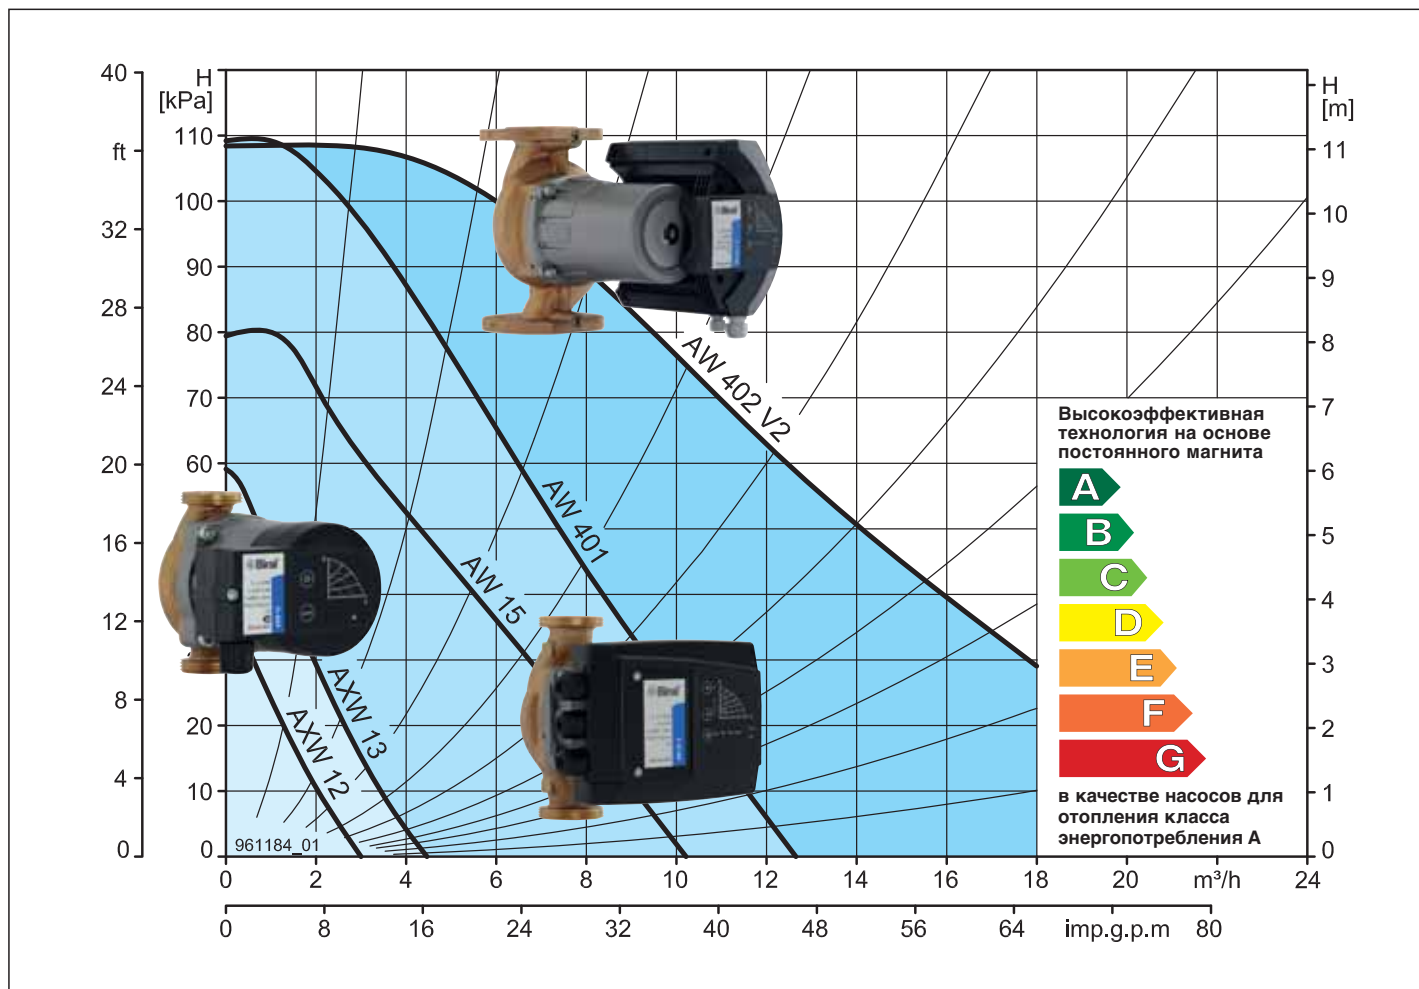 40
ft
32
28
24
20
16
12
8
4
0
H
[kPa]
110
100
90
80
70
60
20
10
0
H
[m]
11
10
9
8
7
6
5
4
3
2
1
0
AW 402 V2
AW 401
AW 15
AXW 13
AXW 12
Biral
Biral
Biral
Высокоэффективная
технология на основе
постоянного магнита
A
B
C
D
E
F
G
в качестве насосов для
отопления класса
энергопотребления A
961184_01
0 2 4 6 8 10 12 14 16 18 20 m³/h 24
0 8 16 24 32 40 48 56 64 imp.g.p.m 80